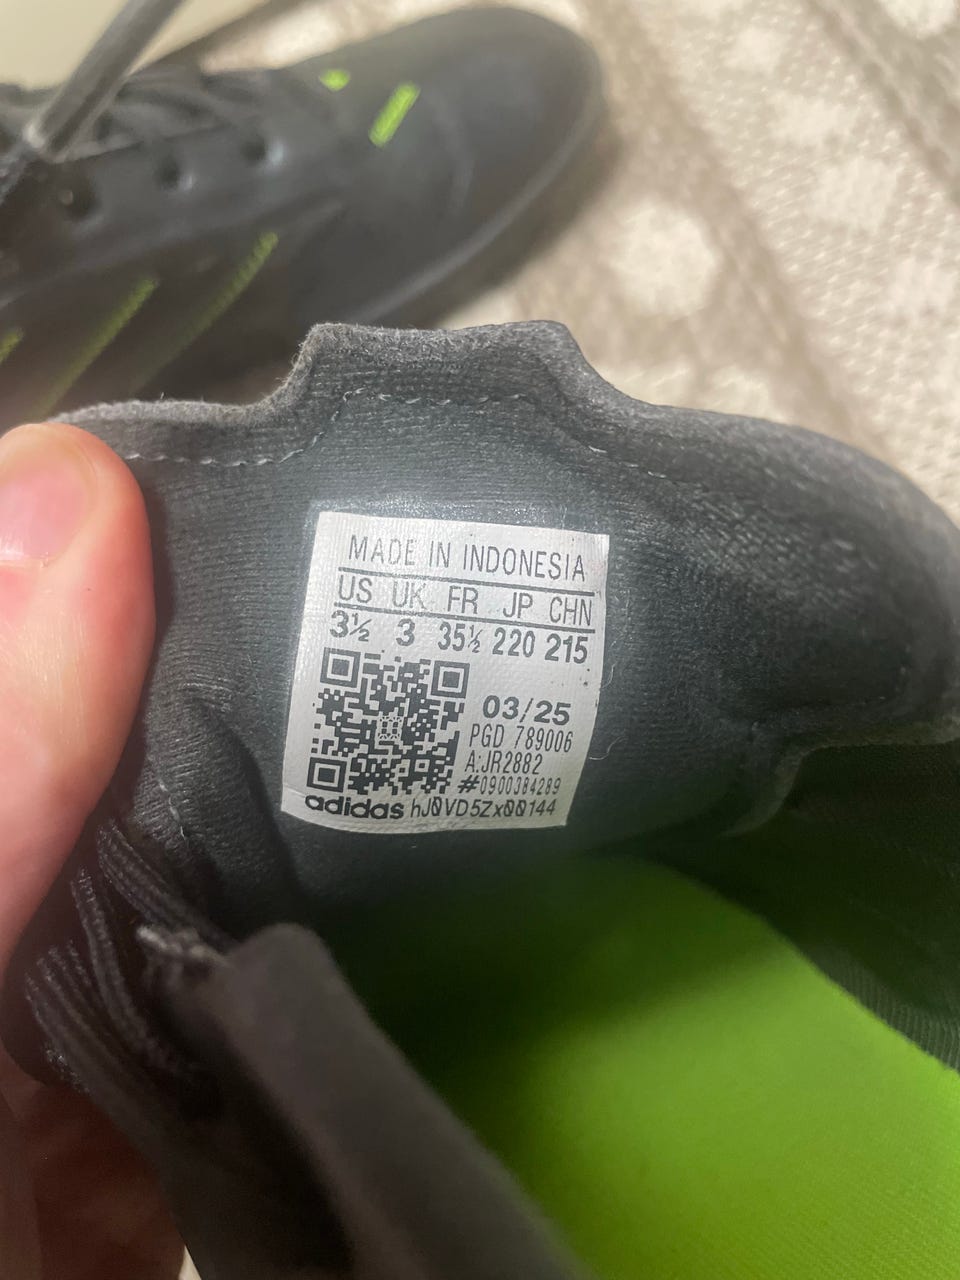 MADE IN INDONESIA
US UK FR JP CHN
3½ 3 35½ 220 215
03/25
PGD 789006
A:JR2882
#0900384289
adidas hJ0VD5Zx00144